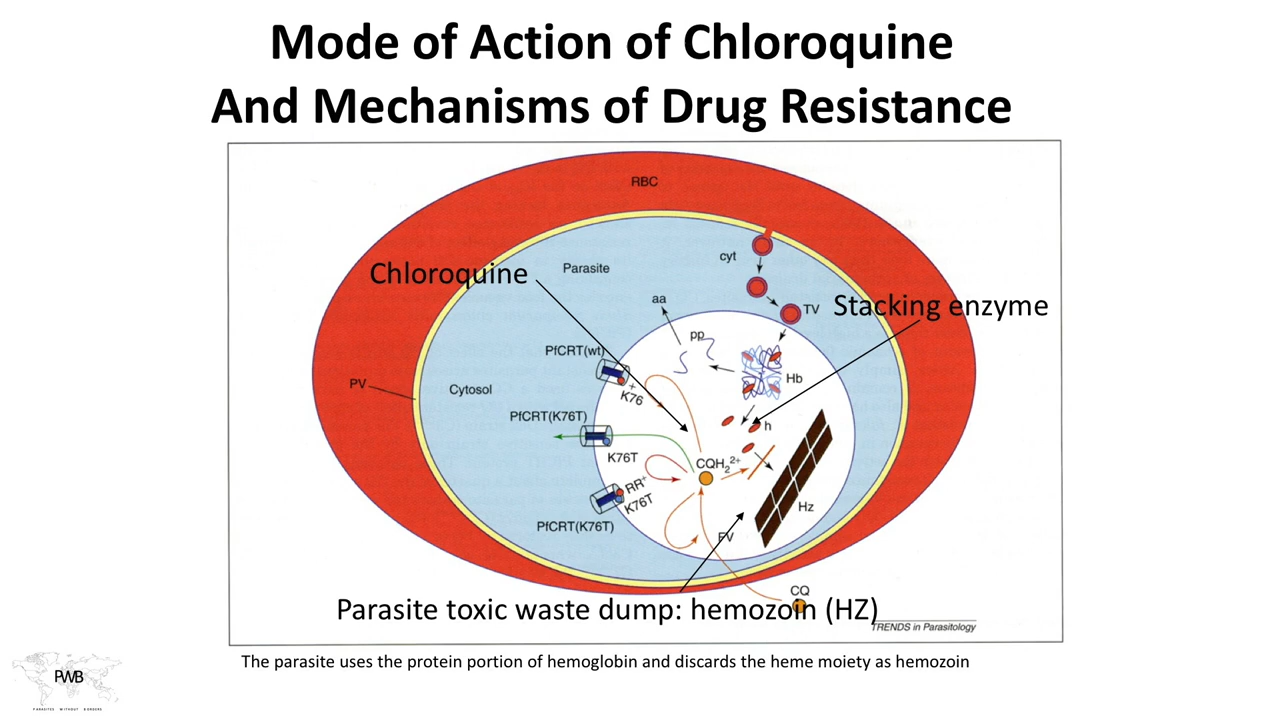 Mode of Action of Chloroquine
And Mechanisms of Drug Resistance
RBC
cyt
Chloroquine
Parasite
aa
TV
Stacking enzyme
pp
PfCRT(wt)
Hb
PV
Cytosol
+
K76
PfCRT(K76T)
h
K76T
CQH₂²⁺
RR⁺
K76T
PfCRT(K76T)
Hz
FV
CQ
Parasite toxic waste dump: hemozoin (HZ)
TRENDS in Parasitology
The parasite uses the protein portion of hemoglobin and discards the heme moiety as hemozoin
PWB
PARASITES WITHOUT BORDERS